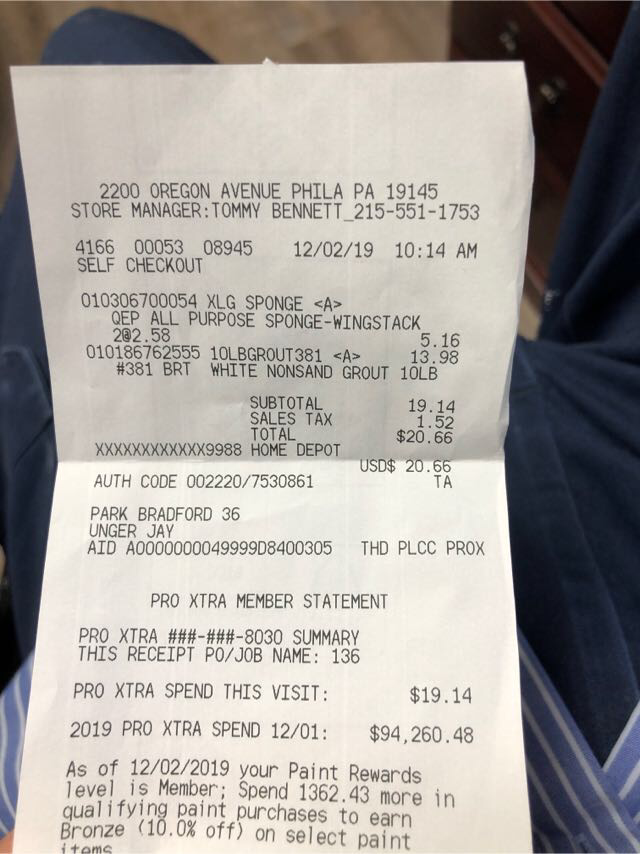 2200 OREGON AVENUE PHILA PA 19145
STORE MANAGER:TOMMY BENNETT_215-551-1753
4166 00053 08945 12/02/19 10:14 AM
SELF CHECKOUT
010306700054 XLG SPONGE <A>
QEP ALL PURPOSE SPONGE-WINGSTACK
2@2.58 5.16
010186762555 10LBGROUT381 <A> 13.98
#381 BRT WHITE NONSAND GROUT 10LB
SUBTOTAL 19.14
SALES TAX 1.52
TOTAL $20.66
XXXXXXXXXXXX9988 HOME DEPOT
USD$ 20.66
AUTH CODE 002220/7530861 TA
PARK BRADFORD 36
UNGER JAY
AID A0000000049999D8400305 THD PLCC PROX
PRO XTRA MEMBER STATEMENT
PRO XTRA ###-###-8030 SUMMARY
THIS RECEIPT PO/JOB NAME: 136
PRO XTRA SPEND THIS VISIT: $19.14
2019 PRO XTRA SPEND 12/01: $94,260.48
As of 12/02/2019 your Paint Rewards
level is Member; Spend 1362.43 more in
qualifying paint purchases to earn
Bronze (10.0% off) on select paint
items